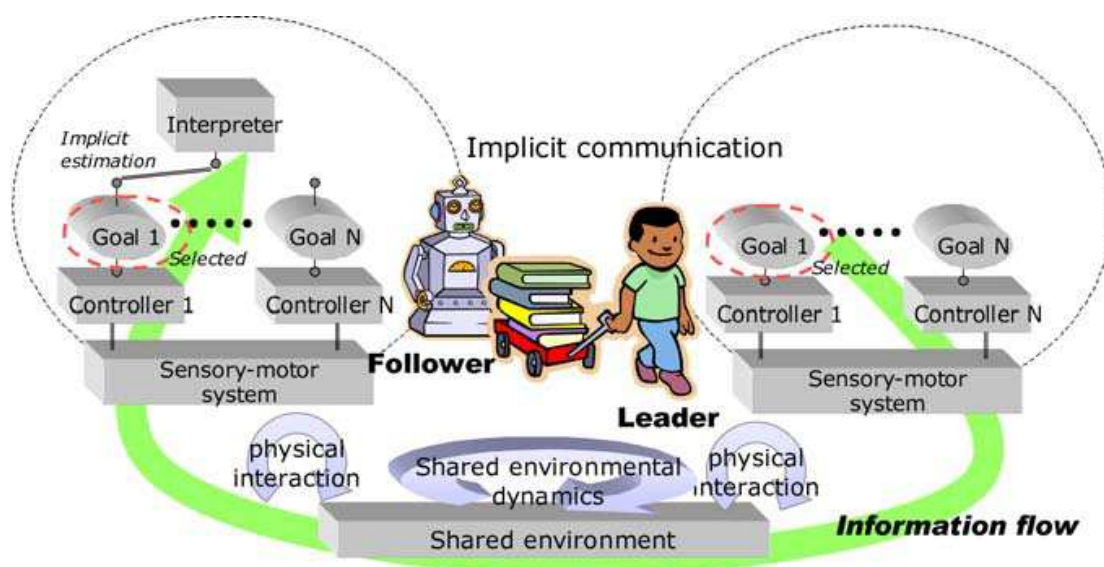 Interpreter
Implicit
estimation
Implicit communication
Goal 1
Goal N
Selected
Controller 1
Controller N
Sensory-motor
system
Follower
Leader
Goal 1
Goal N
Selected
Controller 1
Controller N
Sensory-motor
system
physical
interaction
Shared environmental
dynamics
physical
interaction
Shared environment
Information flow